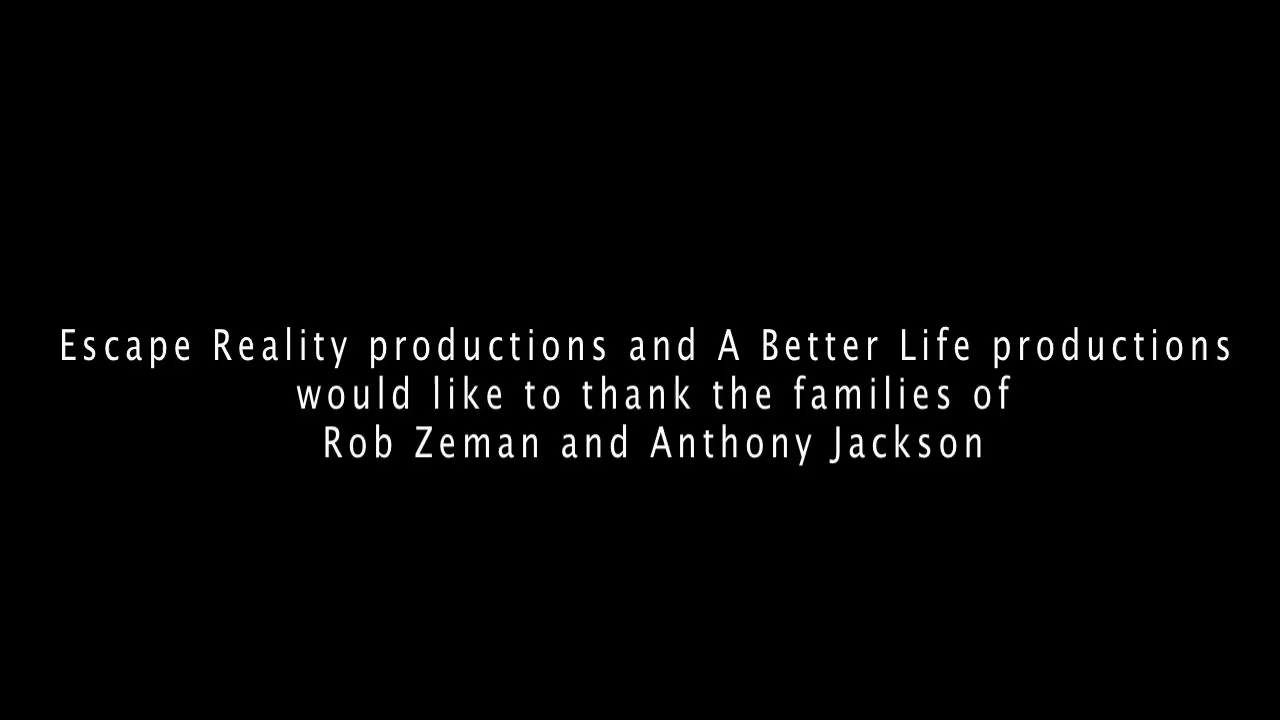 Escape Reality productions and A Better Life productions
would like to thank the families of
Rob Zeman and Anthony Jackson